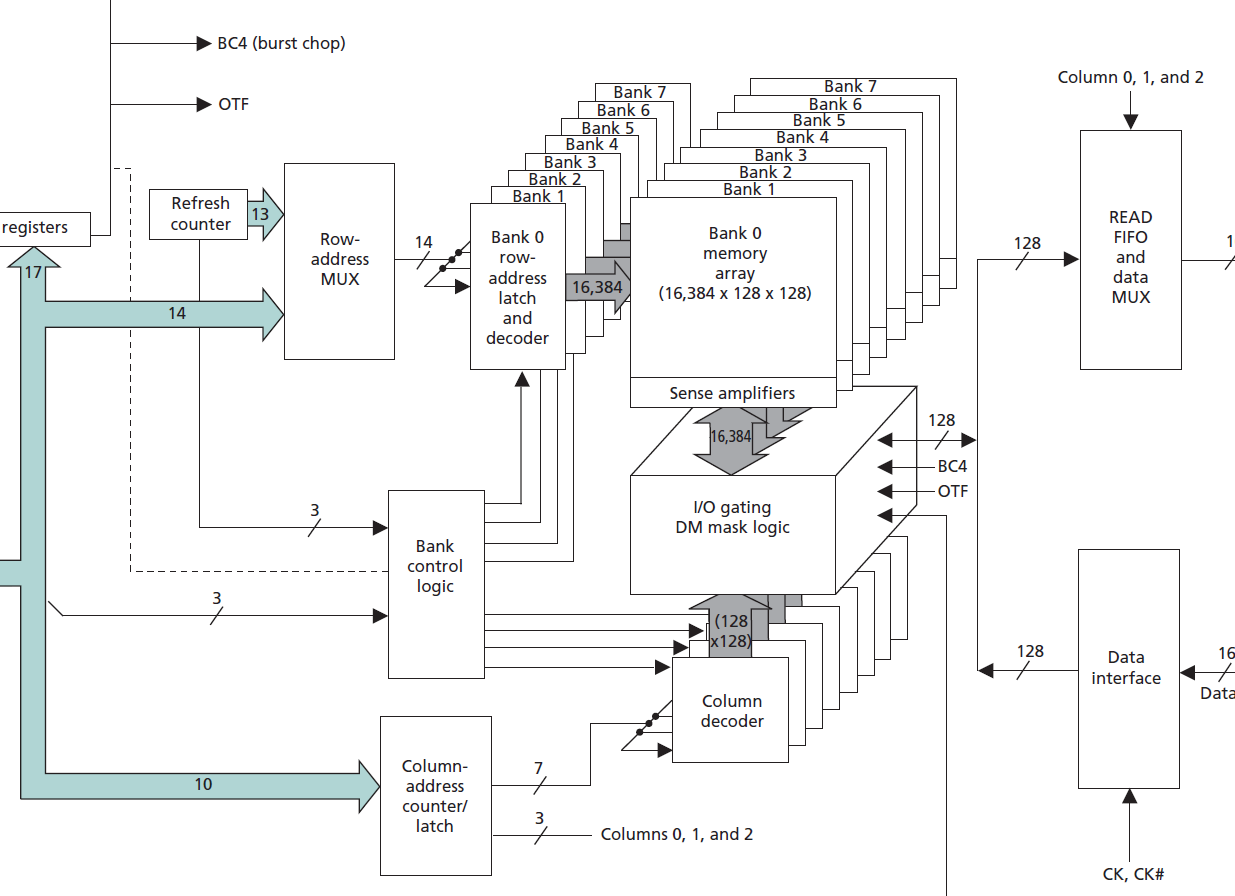 BC4 (burst chop)
OTF
registers
17
Refresh
counter
13
14
Row-
address
MUX
14
Bank 7
Bank 6
Bank 5
Bank 4
Bank 3
Bank 2
Bank 1
Bank 0
row-
address
latch
and
decoder
16,384
Bank 7
Bank 6
Bank 5
Bank 4
Bank 3
Bank 2
Bank 1
Bank 0
memory
array
(16,384 x 128 x 128)
Sense amplifiers
16,384
I/O gating
DM mask logic
128
BC4
OTF
Column 0, 1, and 2
READ
FIFO
and
data
MUX
128
1
3
3
Bank
control
logic
(128
x128)
Column
decoder
128
Data
interface
16
Data
CK, CK#
10
Column-
address
counter/
latch
7
3
Columns 0, 1, and 2